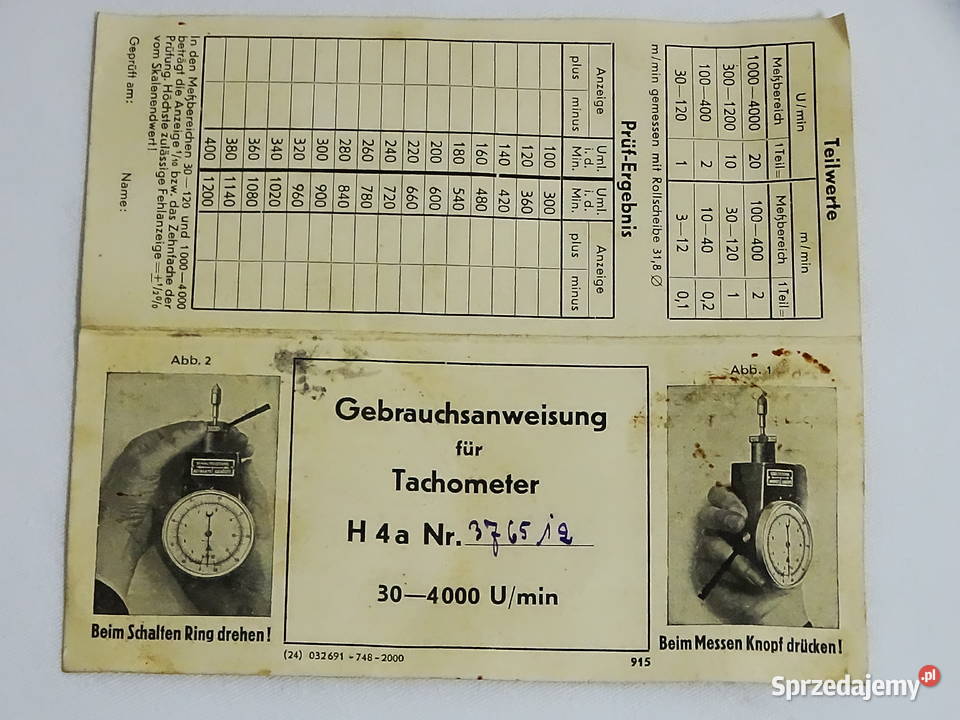 Teilwerte
U/min m/min
Meßbereich 1 Teil= Meßbereich 1 Teil=
1000—4000 20 100—400 2
300—1200 10 30—120 1
100—400 2 10—40 0,2
30—120 1 3—12 0,1
m/min gemessen mit Rollscheibe 31,8 Ø
Prüf-Ergebnis
Anzeige Uml. Uml. Anzeige
i.d. i.d.
plus minus Min. Min. plus minus
100 300
120 360
140 420
160 480
180 540
200 600
220 660
240 720
260 780
280 840
300 900
320 960
340 1020
360 1080
380 1140
400 1200
In den Meßbereichen 30—120 und 1000—4000
beträgt die Anzeige 1/10 bzw. das Zehnfache der
Prüfung. Höchste zulässige Fehlanzeige = ± 1/2 %
vom Skalenendwert!
Geprüft am: Name:
Abb. 2
Beim Schalten Ring drehen!
Gebrauchsanweisung
für
Tachometer
H 4a Nr. 376512
30—4000 U/min
(24) 032691-748-2000
915
Abb. 1
Beim Messen Knopf drücken!
Sprzedajemy.pl